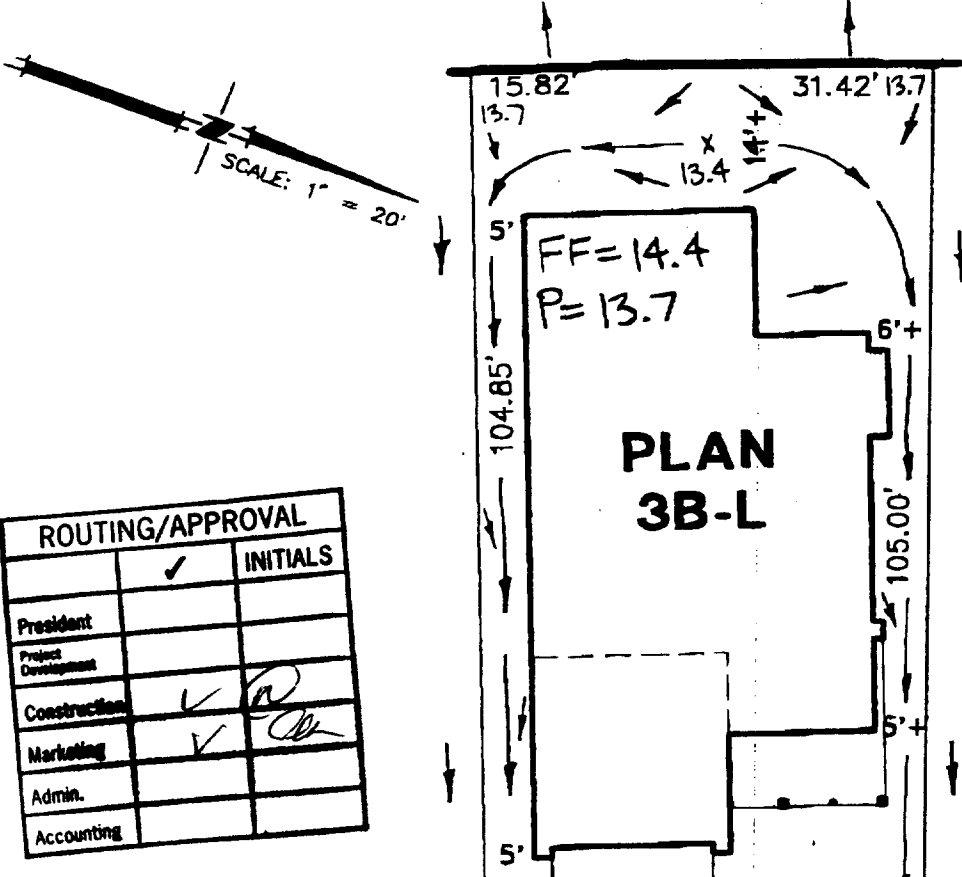 15.82' 31.42' 13.7
13.7
14'+
x
13.4
SCALE: 1" = 20'
5'
FF= 14.4
P= 13.7
6'+
104.85'
PLAN
3B-L
105.00'
5'+
5'
ROUTING/APPROVAL
✓ INITIALS
President
Project
Development
Construction ✓
Marketing ✓
Admin.
Accounting